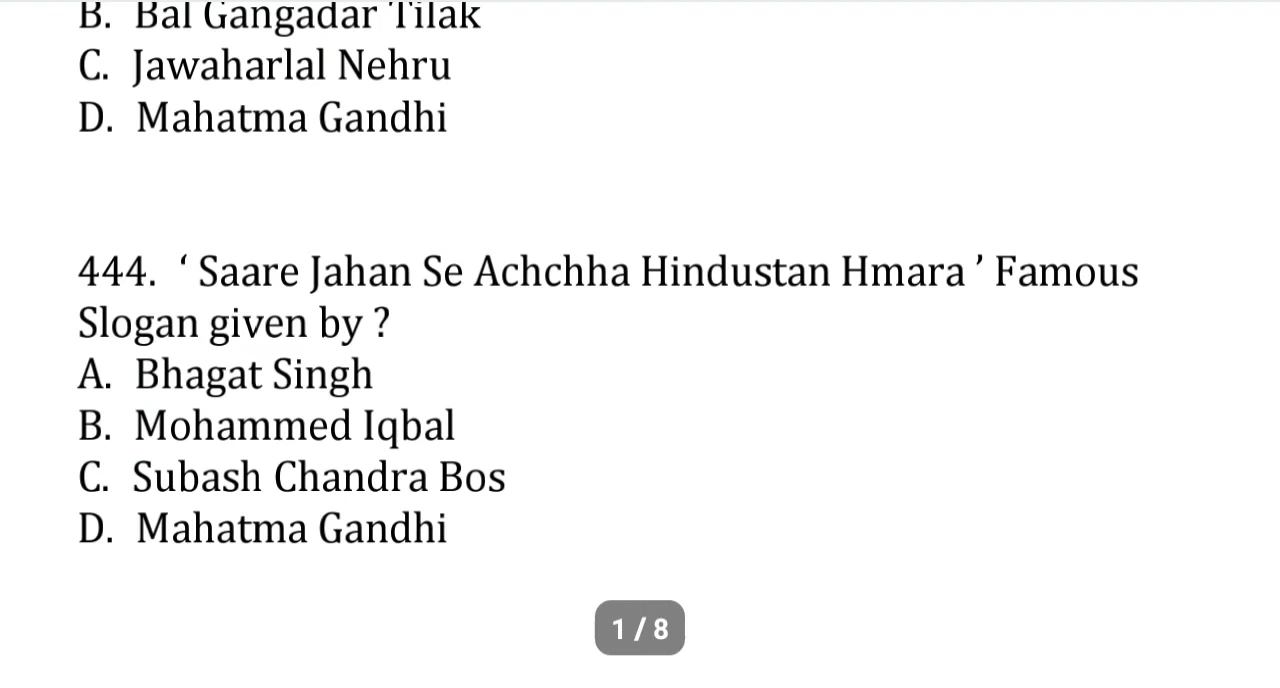 B. Bal Gangadar Tilak
C. Jawaharlal Nehru
D. Mahatma Gandhi
444. ‘ Saare Jahan Se Achchha Hindustan Hmara ’ Famous
Slogan given by ?
A. Bhagat Singh
B. Mohammed Iqbal
C. Subash Chandra Bos
D. Mahatma Gandhi
1 / 8